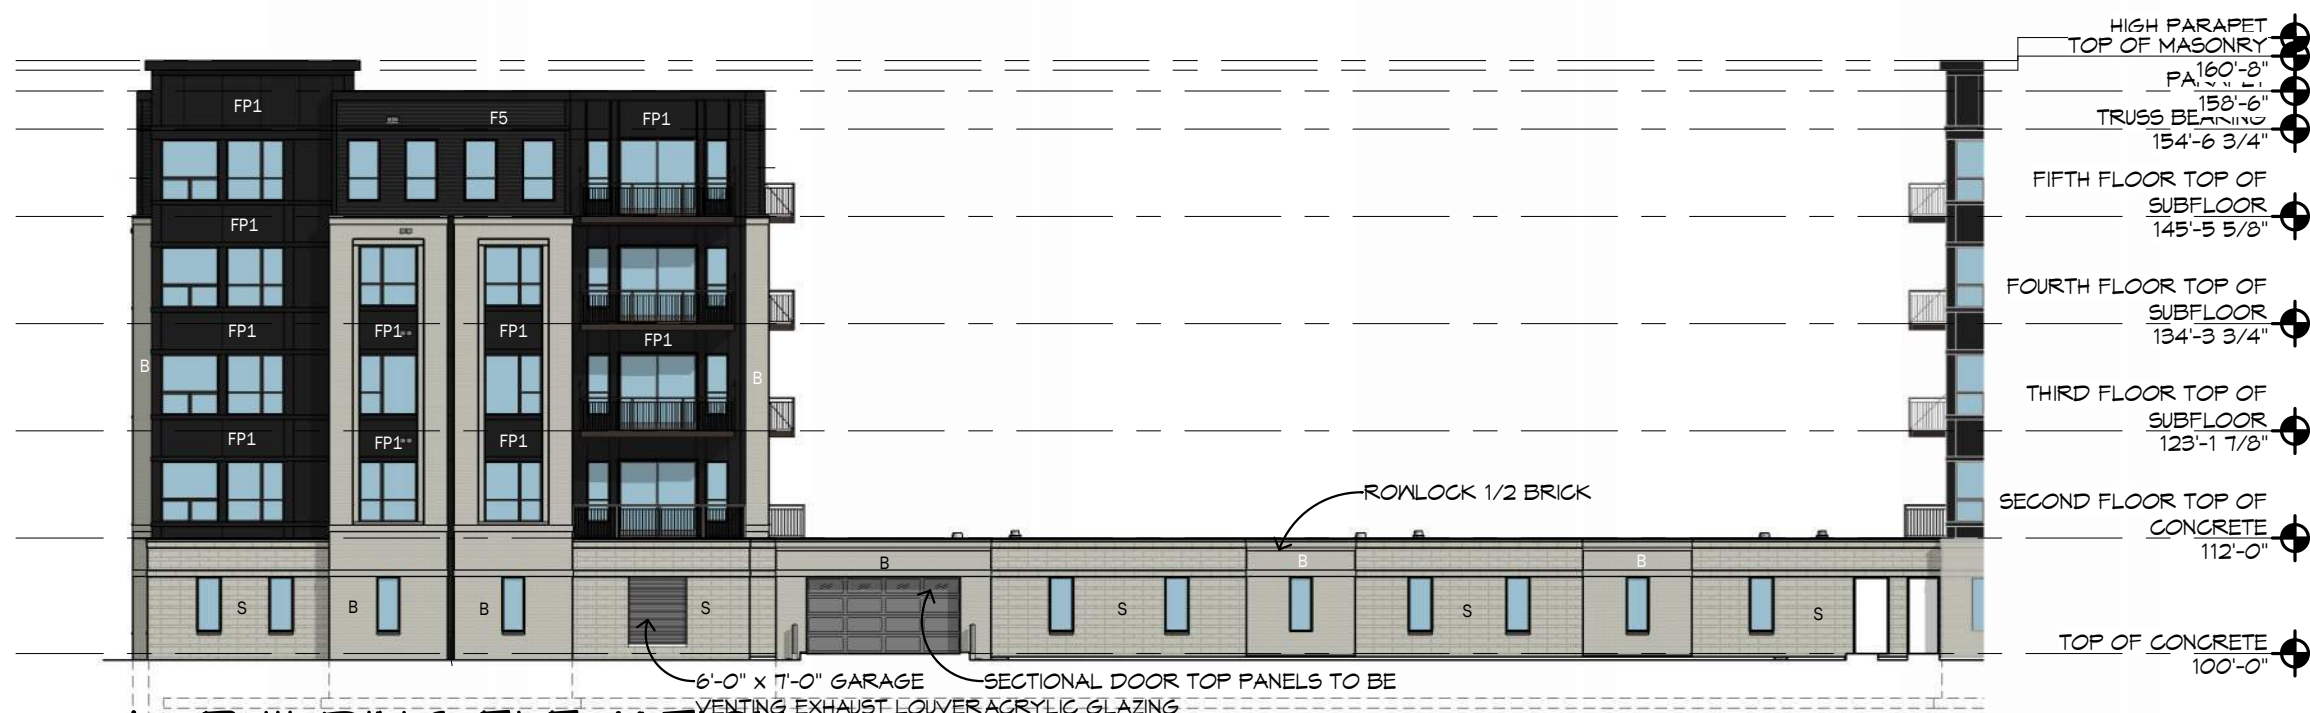 HIGH PARAPET
TOP OF MASONRY
160'-8"
158'-6"
TRUSS BEARING
154'-6 3/4"
FIFTH FLOOR TOP OF
SUBFLOOR
145'-5 5/8"
FOURTH FLOOR TOP OF
SUBFLOOR
134'-3 3/4"
THIRD FLOOR TOP OF
SUBFLOOR
123'-1 7/8"
SECOND FLOOR TOP OF
CONCRETE
112'-0"
TOP OF CONCRETE
100'-0"
FP1
F5
FP1
FP1
FP1
FP1
FP1
FP1
B
B
FP1
FP1
FP1
ROWLOCK 1/2 BRICK
B
B
B
S
B
B
S
S
S
S
6'-0" x 7'-0" GARAGE
VENTING EXHAUST LOUVER
SECTIONAL DOOR TOP PANELS TO BE
ACRYLIC GLAZING